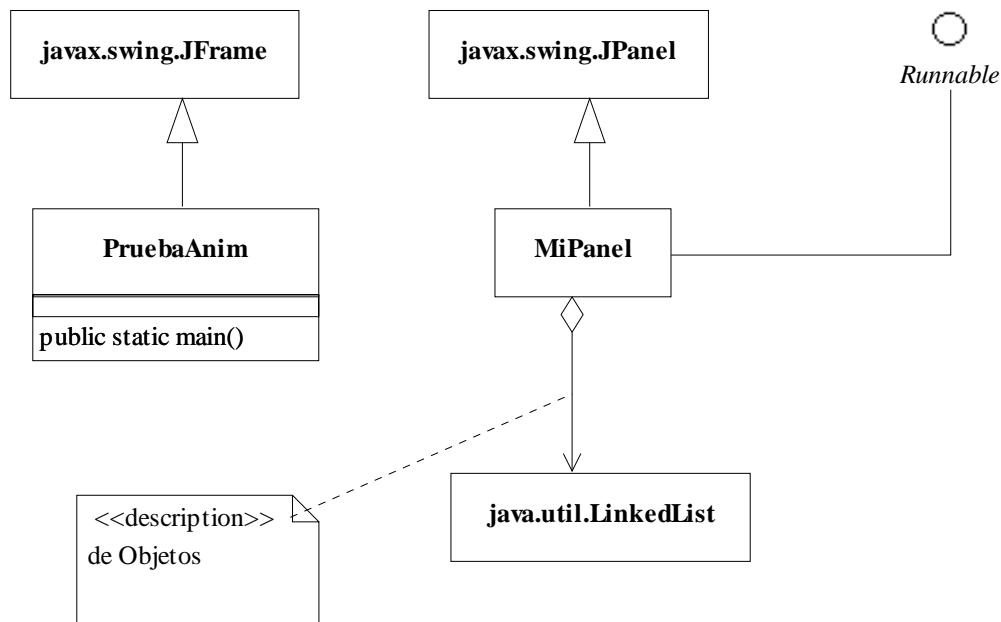 javax.swing.JFrame
javax.swing.JPanel
Runnable
PruebaAnim
MiPanel
public static main()
<<description>>
de Objetos
java.util.LinkedList